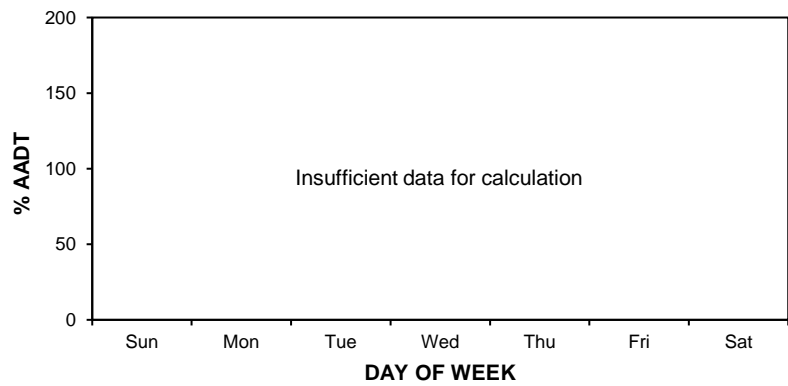 200
150
100
50
0
% AADT
Insufficient data for calculation
Sun Mon Tue Wed Thu Fri Sat
DAY OF WEEK